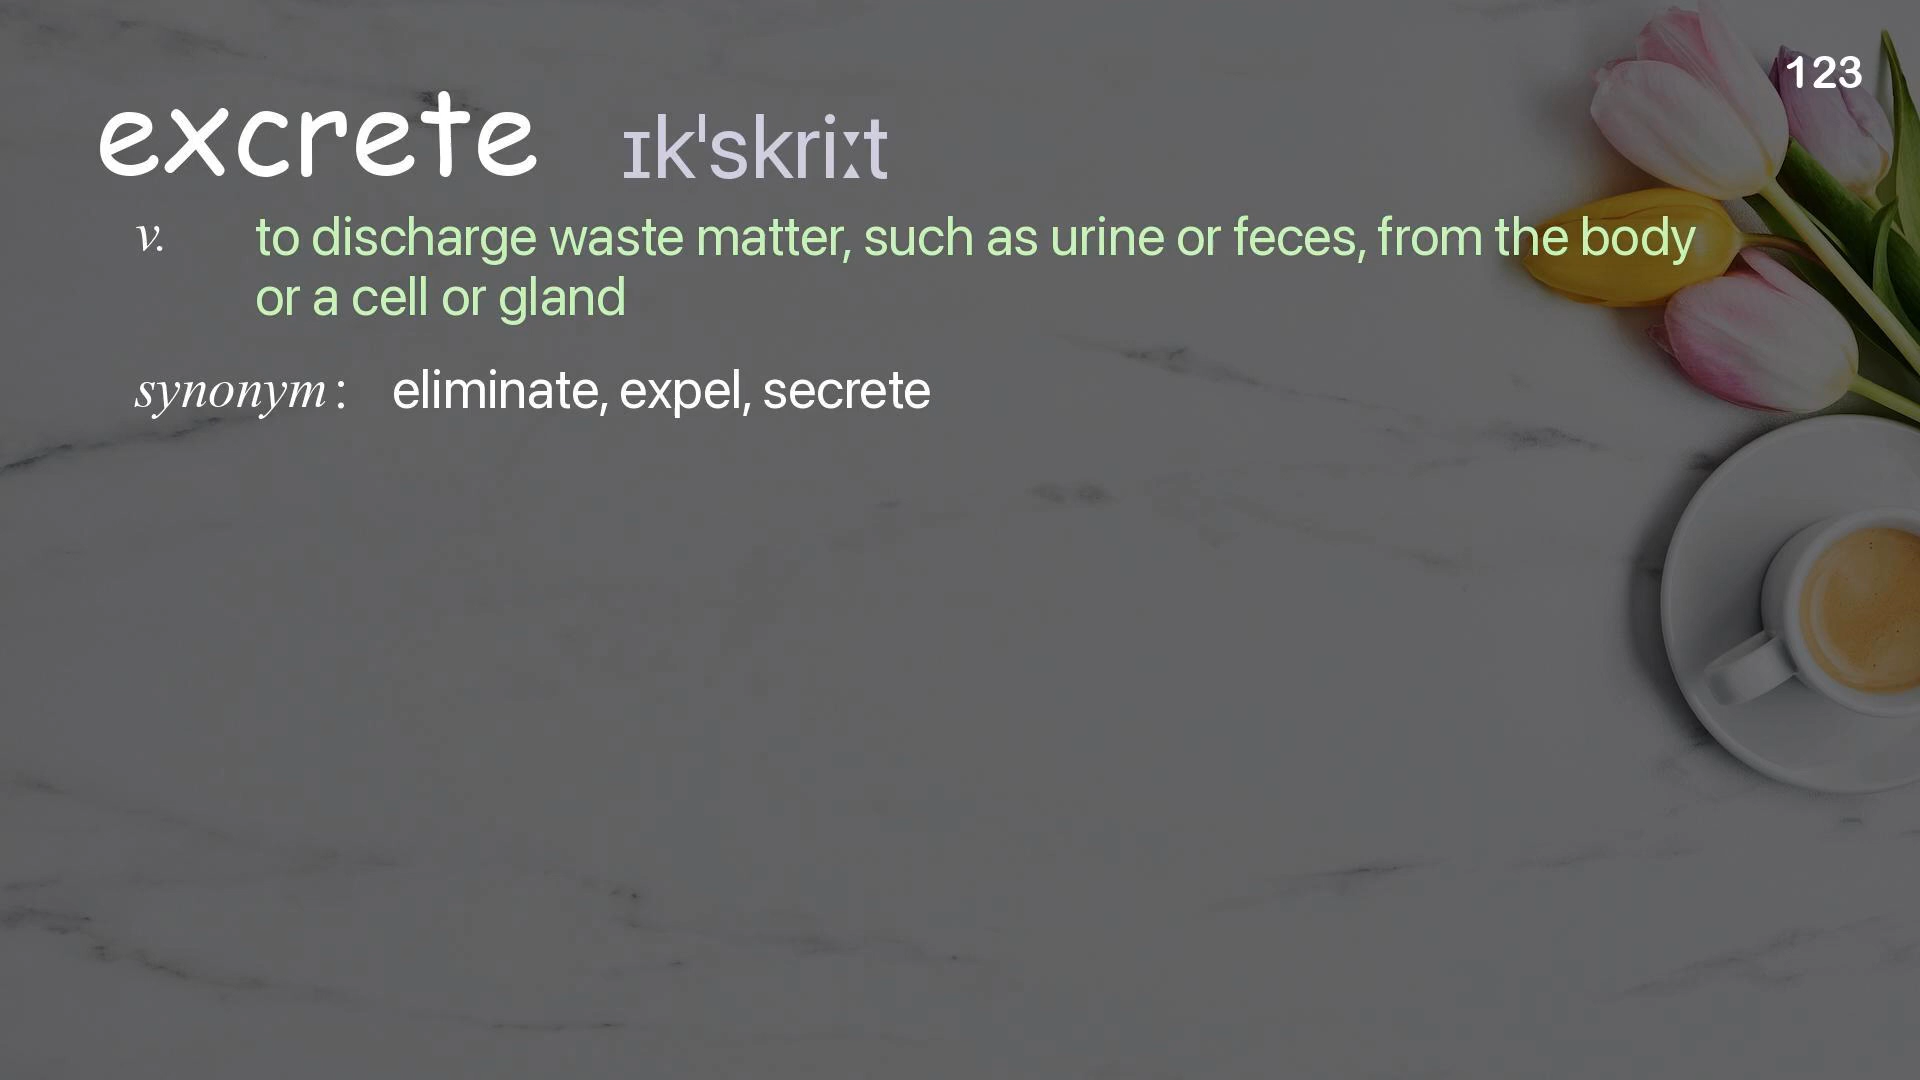 123
excrete ɪkˈskriːt
v. to discharge waste matter, such as urine or feces, from the body
or a cell or gland
synonym: eliminate, expel, secrete